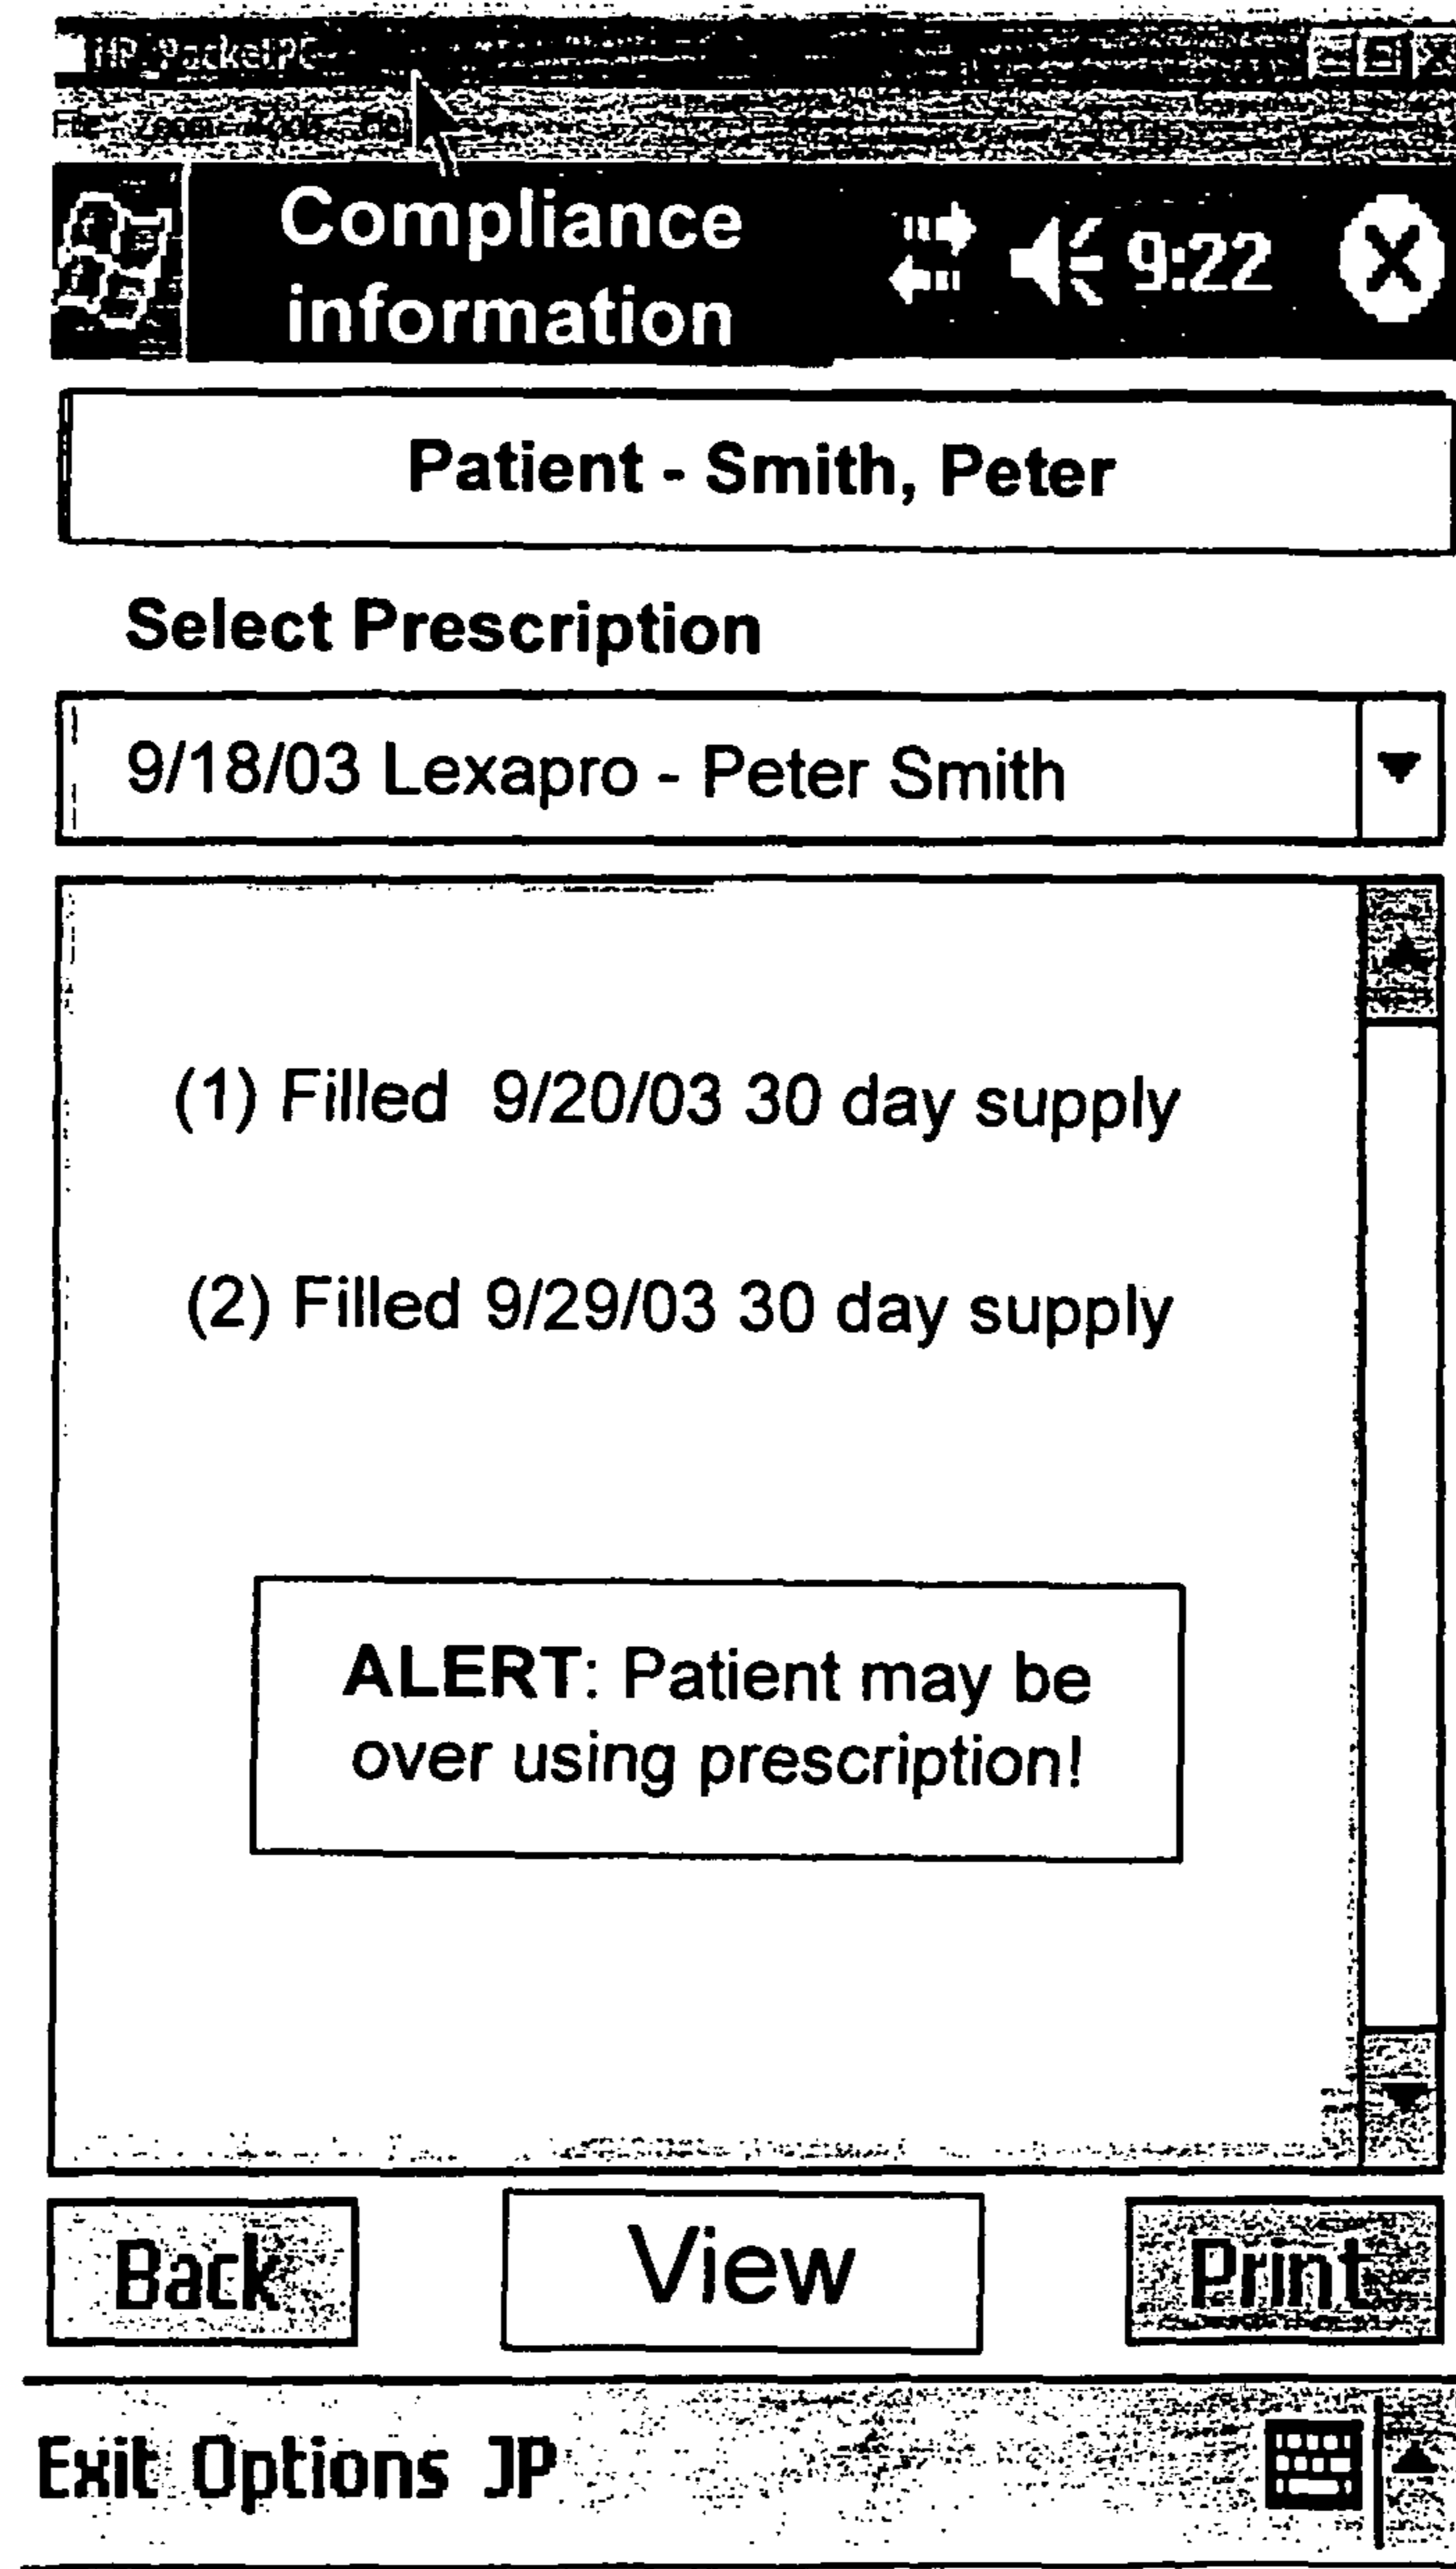 HP PocketPC
Compliance
information
9:22
Patient - Smith, Peter
Select Prescription
9/18/03 Lexapro - Peter Smith
(1) Filled 9/20/03 30 day supply
(2) Filled 9/29/03 30 day supply
ALERT: Patient may be
over using prescription!
Back View Print
Exit Options JP